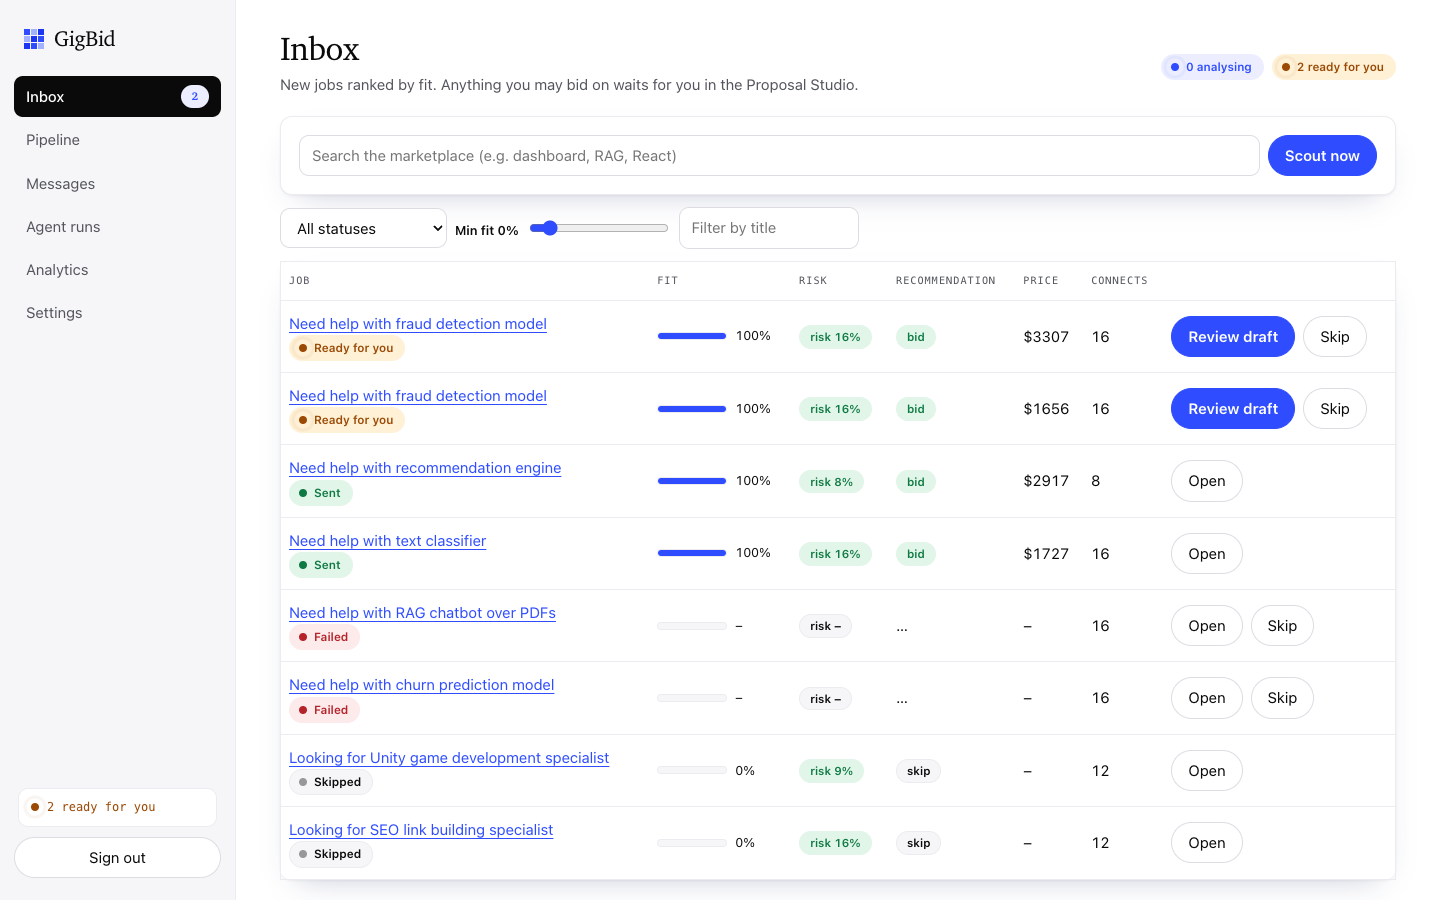 GigBid
Inbox 2
Pipeline
Messages
Agent runs
Analytics
Settings
2 ready for you
Sign out
Inbox
New jobs ranked by fit. Anything you may bid on waits for you in the Proposal Studio.
0 analysing 2 ready for you
Search the marketplace (e.g. dashboard, RAG, React) Scout now
All statuses Min fit 0% Filter by title
JOB FIT RISK RECOMMENDATION PRICE CONNECTS
Need help with fraud detection model
Ready for you
100% risk 16% bid $3307 16 Review draft Skip
Need help with fraud detection model
Ready for you
100% risk 16% bid $1656 16 Review draft Skip
Need help with recommendation engine
Sent
100% risk 8% bid $2917 8 Open
Need help with text classifier
Sent
100% risk 16% bid $1727 16 Open
Need help with RAG chatbot over PDFs
Failed
– risk – ... – 16 Open Skip
Need help with churn prediction model
Failed
– risk – ... – 16 Open Skip
Looking for Unity game development specialist
Skipped
0% risk 9% skip – 12 Open
Looking for SEO link building specialist
Skipped
0% risk 16% skip – 12 Open